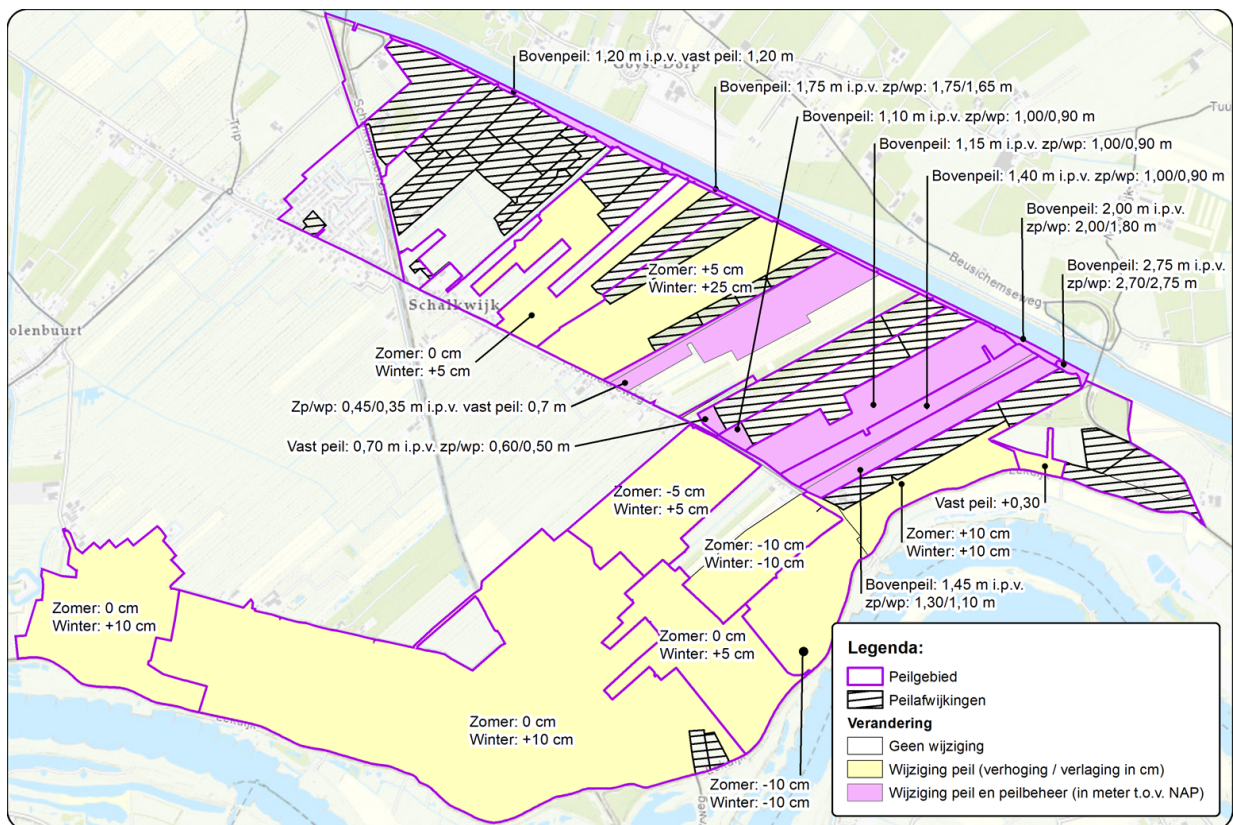 Bovenpeil: 1,20 m i.p.v. vast peil: 1,20 m
Bovenpeil: 1,75 m i.p.v. zp/wp: 1,75/1,65 m
Bovenpeil: 1,10 m i.p.v. zp/wp: 1,00/0,90 m
Bovenpeil: 1,15 m i.p.v. zp/wp: 1,00/0,90 m
Bovenpeil: 1,40 m i.p.v. zp/wp: 1,00/0,90 m
Bovenpeil: 2,00 m i.p.v.
zp/wp: 2,00/1,80 m
Bovenpeil: 2,75 m i.p.v.
zp/wp: 2,70/2,75 m
Trip
Beusichemseweg
Schalkwijk
olenbuurt
Zomer: +5 cm
Winter: +25 cm
Zomer: 0 cm
Winter: +5 cm
Zp/wp: 0,45/0,35 m i.p.v. vast peil: 0,7 m
Vast peil: 0,70 m i.p.v. zp/wp: 0,60/0,50 m
Zomer: -5 cm
Winter: +5 cm
Zomer: -10 cm
Winter: -10 cm
Vast peil: +0,30
Zomer: +10 cm
Winter: +10 cm
Bovenpeil: 1,45 m i.p.v.
zp/wp: 1,30/1,10 m
Zomer: 0 cm
Winter: +10 cm
Zomer: 0 cm
Winter: +5 cm
Zomer: 0 cm
Winter: +10 cm
Zomer: -10 cm
Winter: -10 cm
Lekdijk
Legenda:
Peilgebied
Peilafwijkingen
Verandering
Geen wijziging
Wijziging peil (verhoging / verlaging in cm)
Wijziging peil en peilbeheer (in meter t.o.v. NAP)